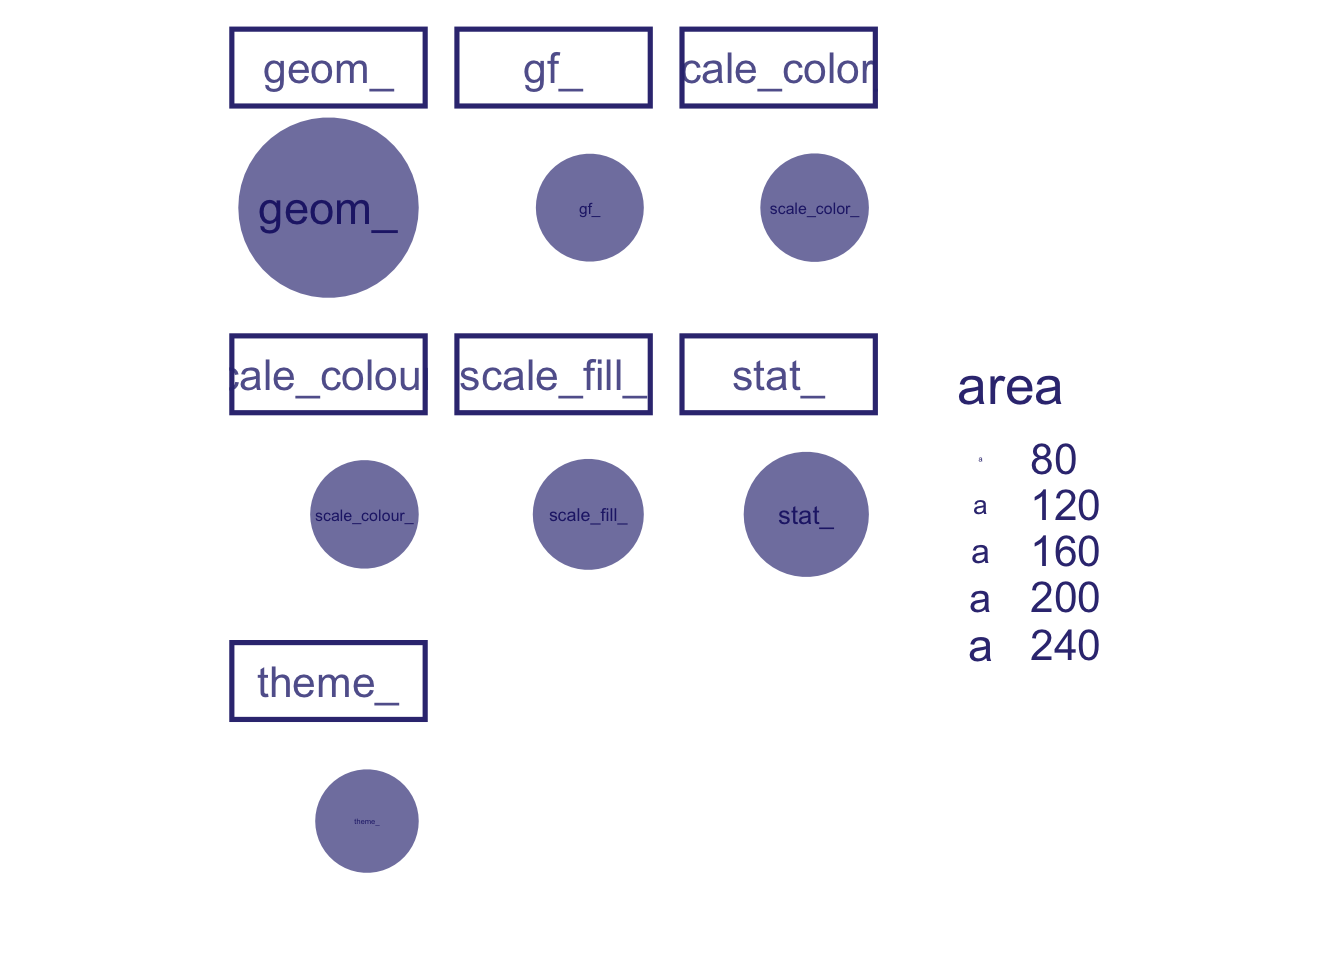 geom_
gf_
cale_color
geom_
gf_
scale_color_
cale_colou
scale_fill_
stat_
scale_colour_
scale_fill_
stat_
area
a 80
a 120
a 160
a 200
a 240
theme_
theme_